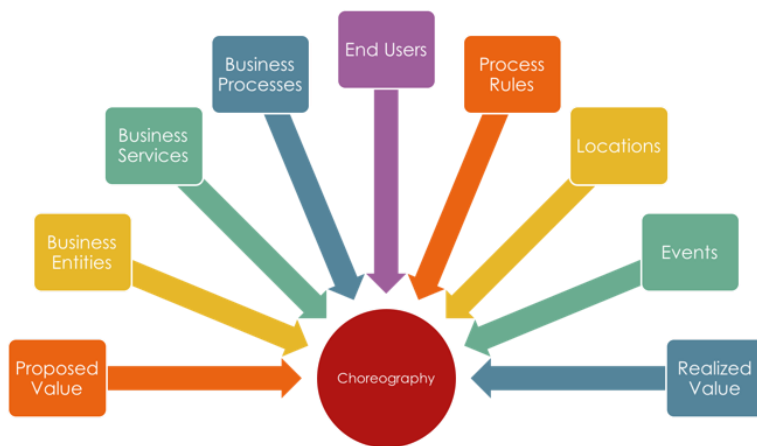 End Users
Business
Processes
Process
Rules
Business
Services
Locations
Business
Entities
Events
Proposed
Value
Choreography
Realized
Value